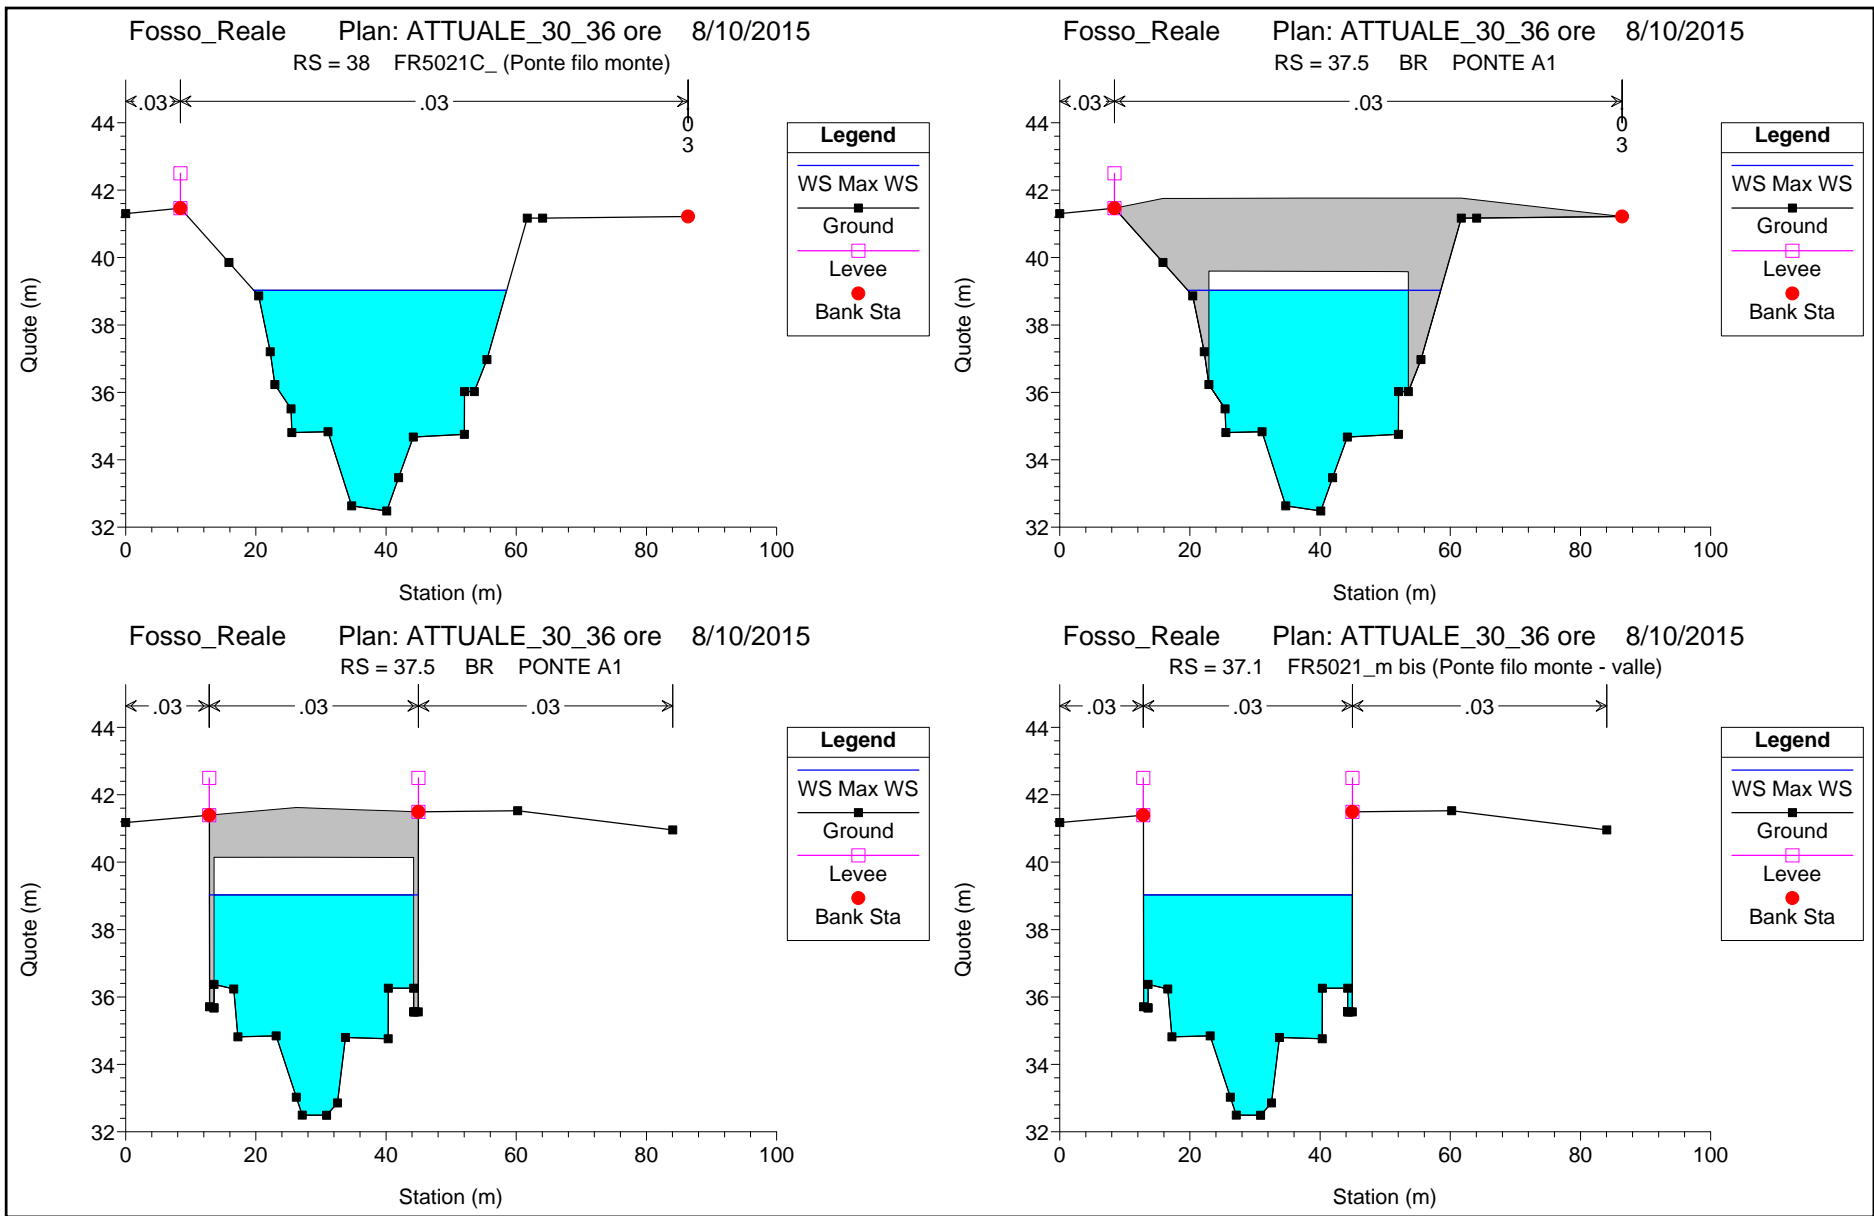 Fosso_Reale Plan: ATTUALE_30_36 ore 8/10/2015
RS = 38 FR5021C_ (Ponte filo monte)
.03 .03 .03
44
42
40
38
36
34
32
0 20 40 60 80 100
Quote (m)
Station (m)
Legend
WS Max WS
Ground
Levee
Bank Sta
Fosso_Reale Plan: ATTUALE_30_36 ore 8/10/2015
RS = 37.5 BR PONTE A1
.03 .03 .03
44
42
40
38
36
34
32
0 20 40 60 80 100
Quote (m)
Station (m)
Legend
WS Max WS
Ground
Levee
Bank Sta
Fosso_Reale Plan: ATTUALE_30_36 ore 8/10/2015
RS = 37.5 BR PONTE A1
.03 .03 .03
44
42
40
38
36
34
32
0 20 40 60 80 100
Quote (m)
Station (m)
Legend
WS Max WS
Ground
Levee
Bank Sta
Fosso_Reale Plan: ATTUALE_30_36 ore 8/10/2015
RS = 37.1 FR5021_m bis (Ponte filo monte - valle)
.03 .03 .03
44
42
40
38
36
34
32
0 20 40 60 80 100
Quote (m)
Station (m)
Legend
WS Max WS
Ground
Levee
Bank Sta